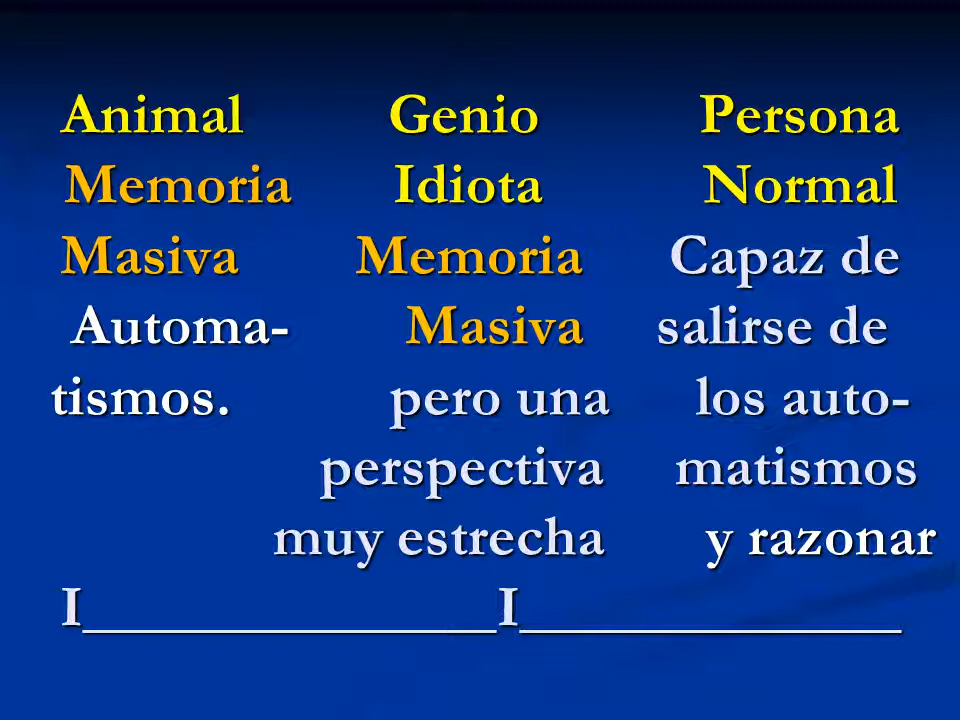 Animal Genio Persona
Memoria Idiota Normal
Masiva Memoria Capaz de
Automa- Masiva salirse de
tismos. pero una los auto-
perspectiva matismos
muy estrecha y razonar
I______________I_____________